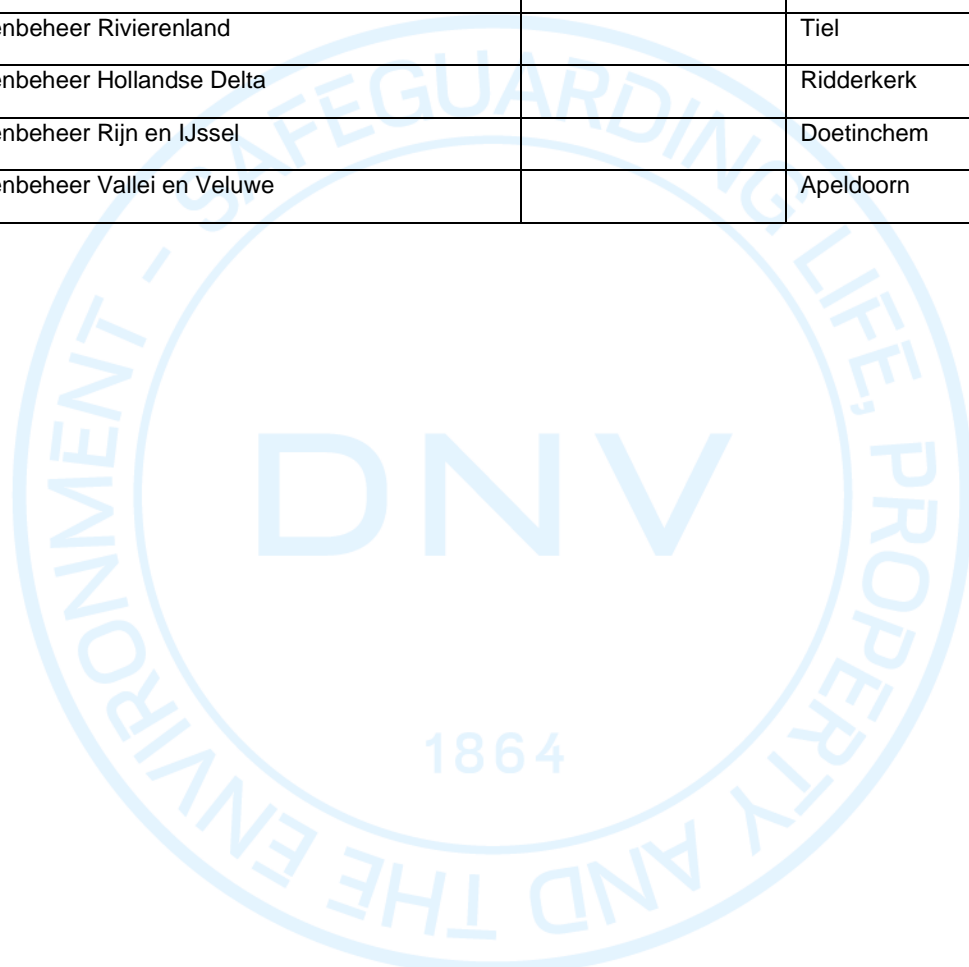 enbeheer Rivierenland Tiel
enbeheer Hollandse Delta Ridderkerk
enbeheer Rijn en IJssel Doetinchem
enbeheer Vallei en Veluwe Apeldoorn
SAFEGUARDING LIFE, PROPERTY AND THE ENVIRONMENT -
DNV
1864